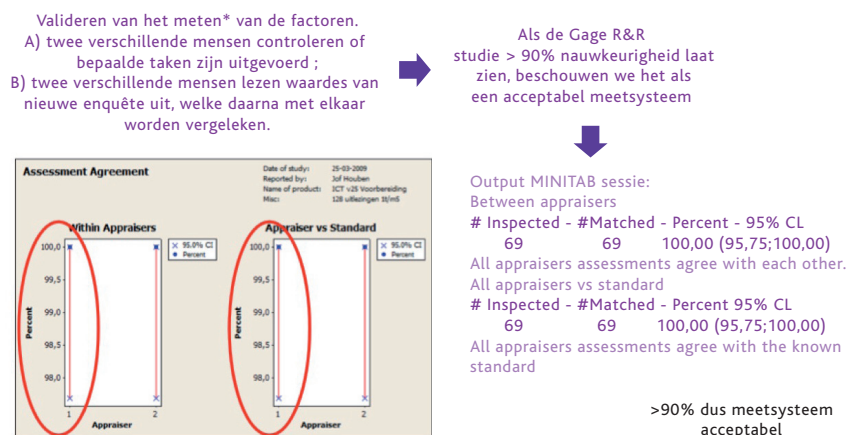 Valideren van het meten* van de factoren.
A) twee verschillende mensen controleren of
bepaalde taken zijn uitgevoerd ;
B) twee verschillende mensen lezen waardes van
nieuwe enquête uit, welke daarna met elkaar
worden vergeleken.
Als de Gage R&R
studie > 90% nauwkeurigheid laat
zien, beschouwen we het als
een acceptabel meetsysteem
Assessment Agreement
Date of study: 25-03-2009
Reported by: Jof Houben
Name of product: ICT v25 Voorbereiding
Misc: 128 uitlezingen It/mS
Within Appraisers
95.0% CI
Percent
100,0
99,5
99,0
98,5
98,0
Percent
1 2
Appraiser
Appraiser vs Standard
95.0% CI
Percent
100,0
99,5
99,0
98,5
98,0
Percent
1 2
Appraiser
Output MINITAB sessie:
Between appraisers
# Inspected - #Matched - Percent - 95% CL
69 69 100,00 (95,75;100,00)
All appraisers assessments agree with each other.
All appraisers vs standard
# Inspected - #Matched - Percent 95% CL
69 69 100,00 (95,75;100,00)
All appraisers assessments agree with the known
standard
>90% dus meetsysteem
acceptabel